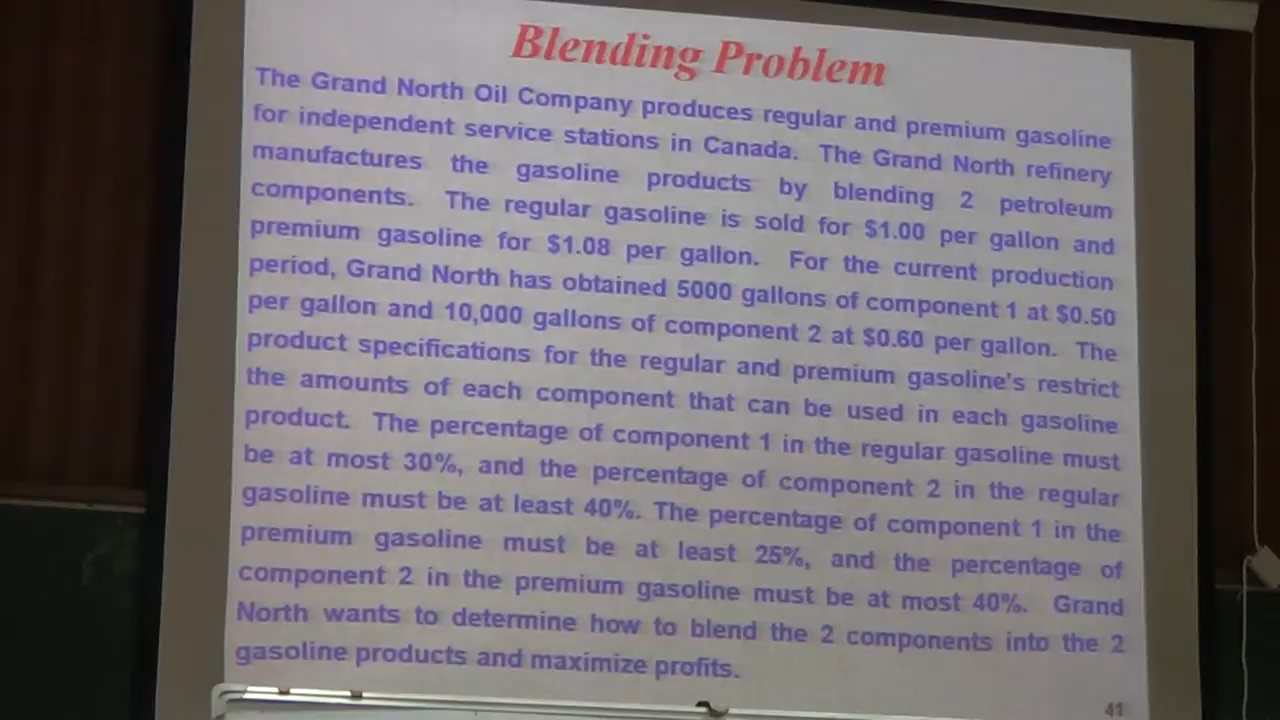 Blending Problem
The Grand North Oil Company produces regular and premium gasoline
for independent service stations in Canada. The Grand North refinery
manufactures the gasoline products by blending 2 petroleum
components. The regular gasoline is sold for $1.00 per gallon and
premium gasoline for $1.08 per gallon. For the current production
period, Grand North has obtained 5000 gallons of component 1 at $0.50
per gallon and 10,000 gallons of component 2 at $0.60 per gallon. The
product specifications for the regular and premium gasoline's restrict
the amounts of each component that can be used in each gasoline
product. The percentage of component 1 in the regular gasoline must
be at most 30%, and the percentage of component 2 in the regular
gasoline must be at least 40%. The percentage of component 1 in the
premium gasoline must be at least 25%, and the percentage of
component 2 in the premium gasoline must be at most 40%. Grand
North wants to determine how to blend the 2 components into the 2
gasoline products and maximize profits.
41